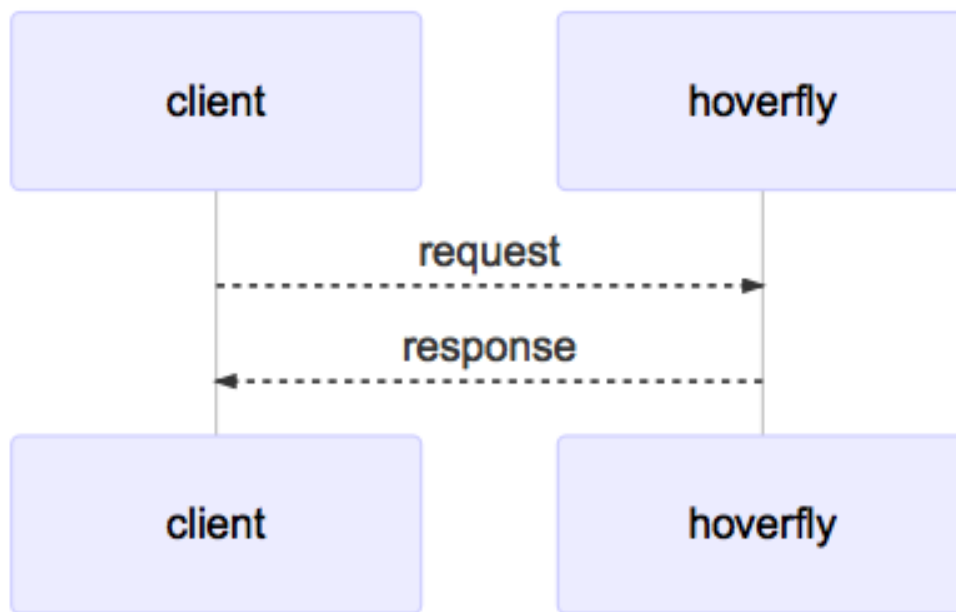 client
hoverfly
request
response
client
hoverfly